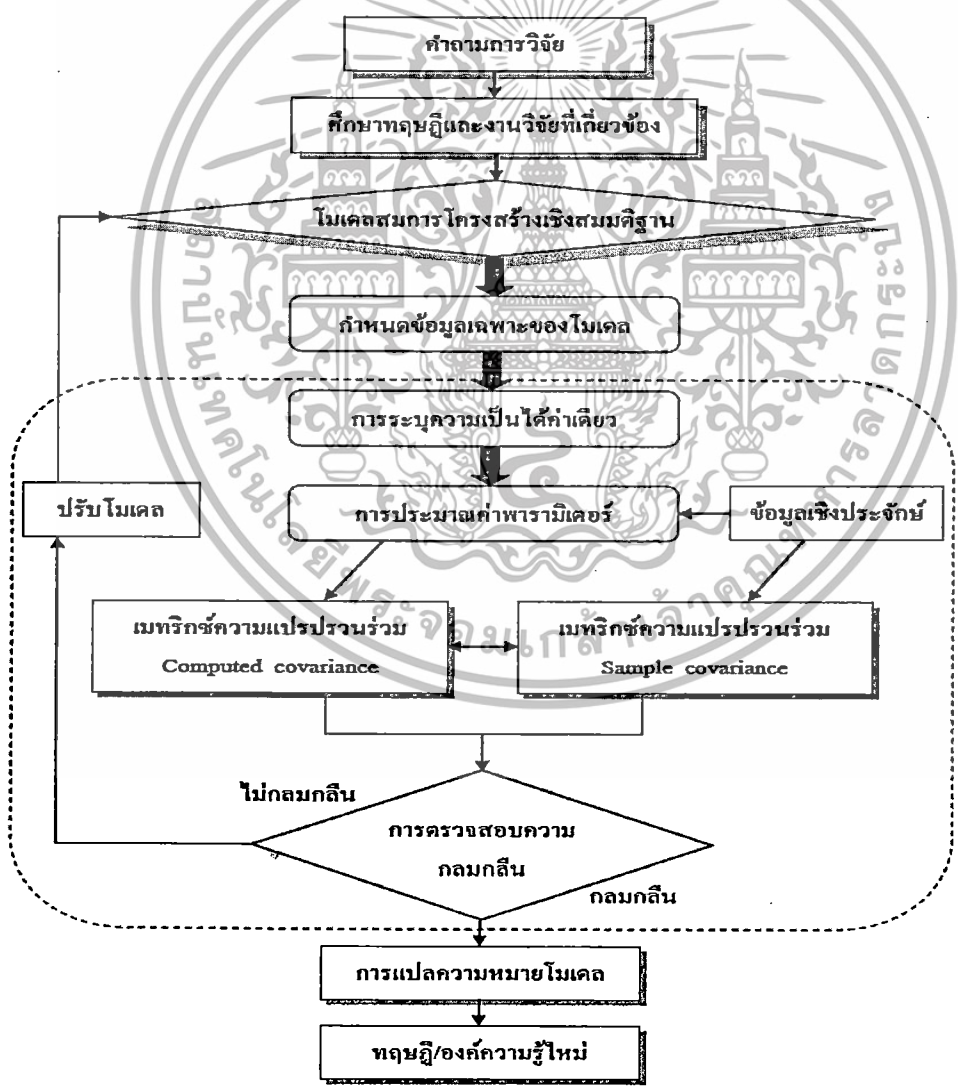 คำถามการวิจัย
ศึกษาทฤษฎีและงานวิจัยที่เกี่ยวข้อง
โมเดลสมการโครงสร้างเชิงสมมติฐาน
กำหนดข้อมูลเฉพาะของโมเดล
การระบุความเป็นได้ค่าเดียว
ปรับโมเดล
การประมาณค่าพารามิเตอร์
ข้อมูลเชิงประจักษ์
เมทริกซ์ความแปรปรวนร่วม
Computed covariance
เมทริกซ์ความแปรปรวนร่วม
Sample covariance
ไม่กลมกลืน
การตรวจสอบความ
กลมกลืน
กลมกลืน
การแปลความหมายโมเดล
ทฤษฎี/องค์ความรู้ใหม่